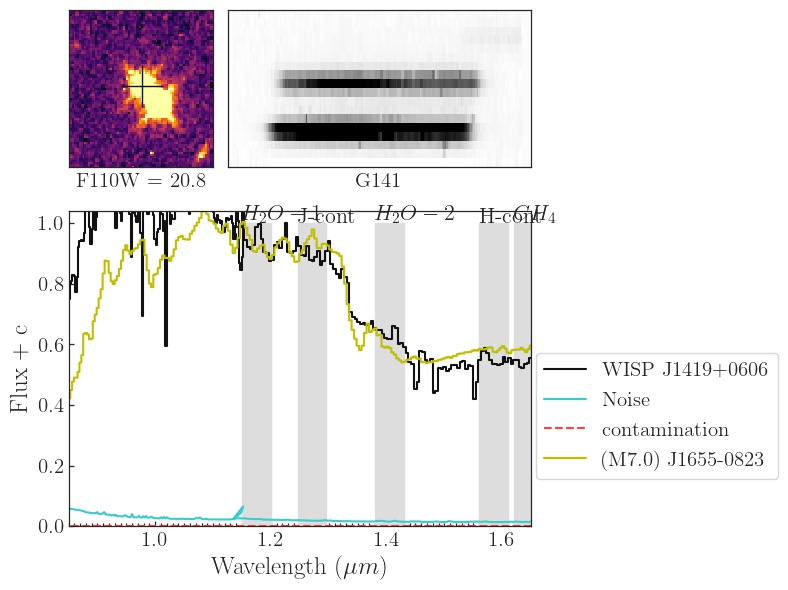 F110W = 20.8
G141
H₂O − 1
J-cont
H₂O − 2
H-cont
CH₄
1.0
0.8
0.6
0.4
0.2
0.0
Flux + c
1.0
1.2
1.4
1.6
Wavelength (μm)
WISP J1419+0606
Noise
contamination
(M7.0) J1655-0823